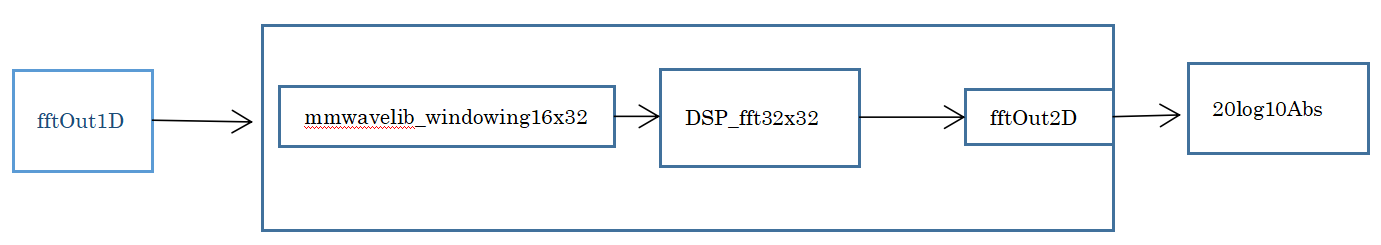 fftOut1D
mmwavelib_windowing16x32
DSP_fft32x32
fftOut2D
20log10Abs